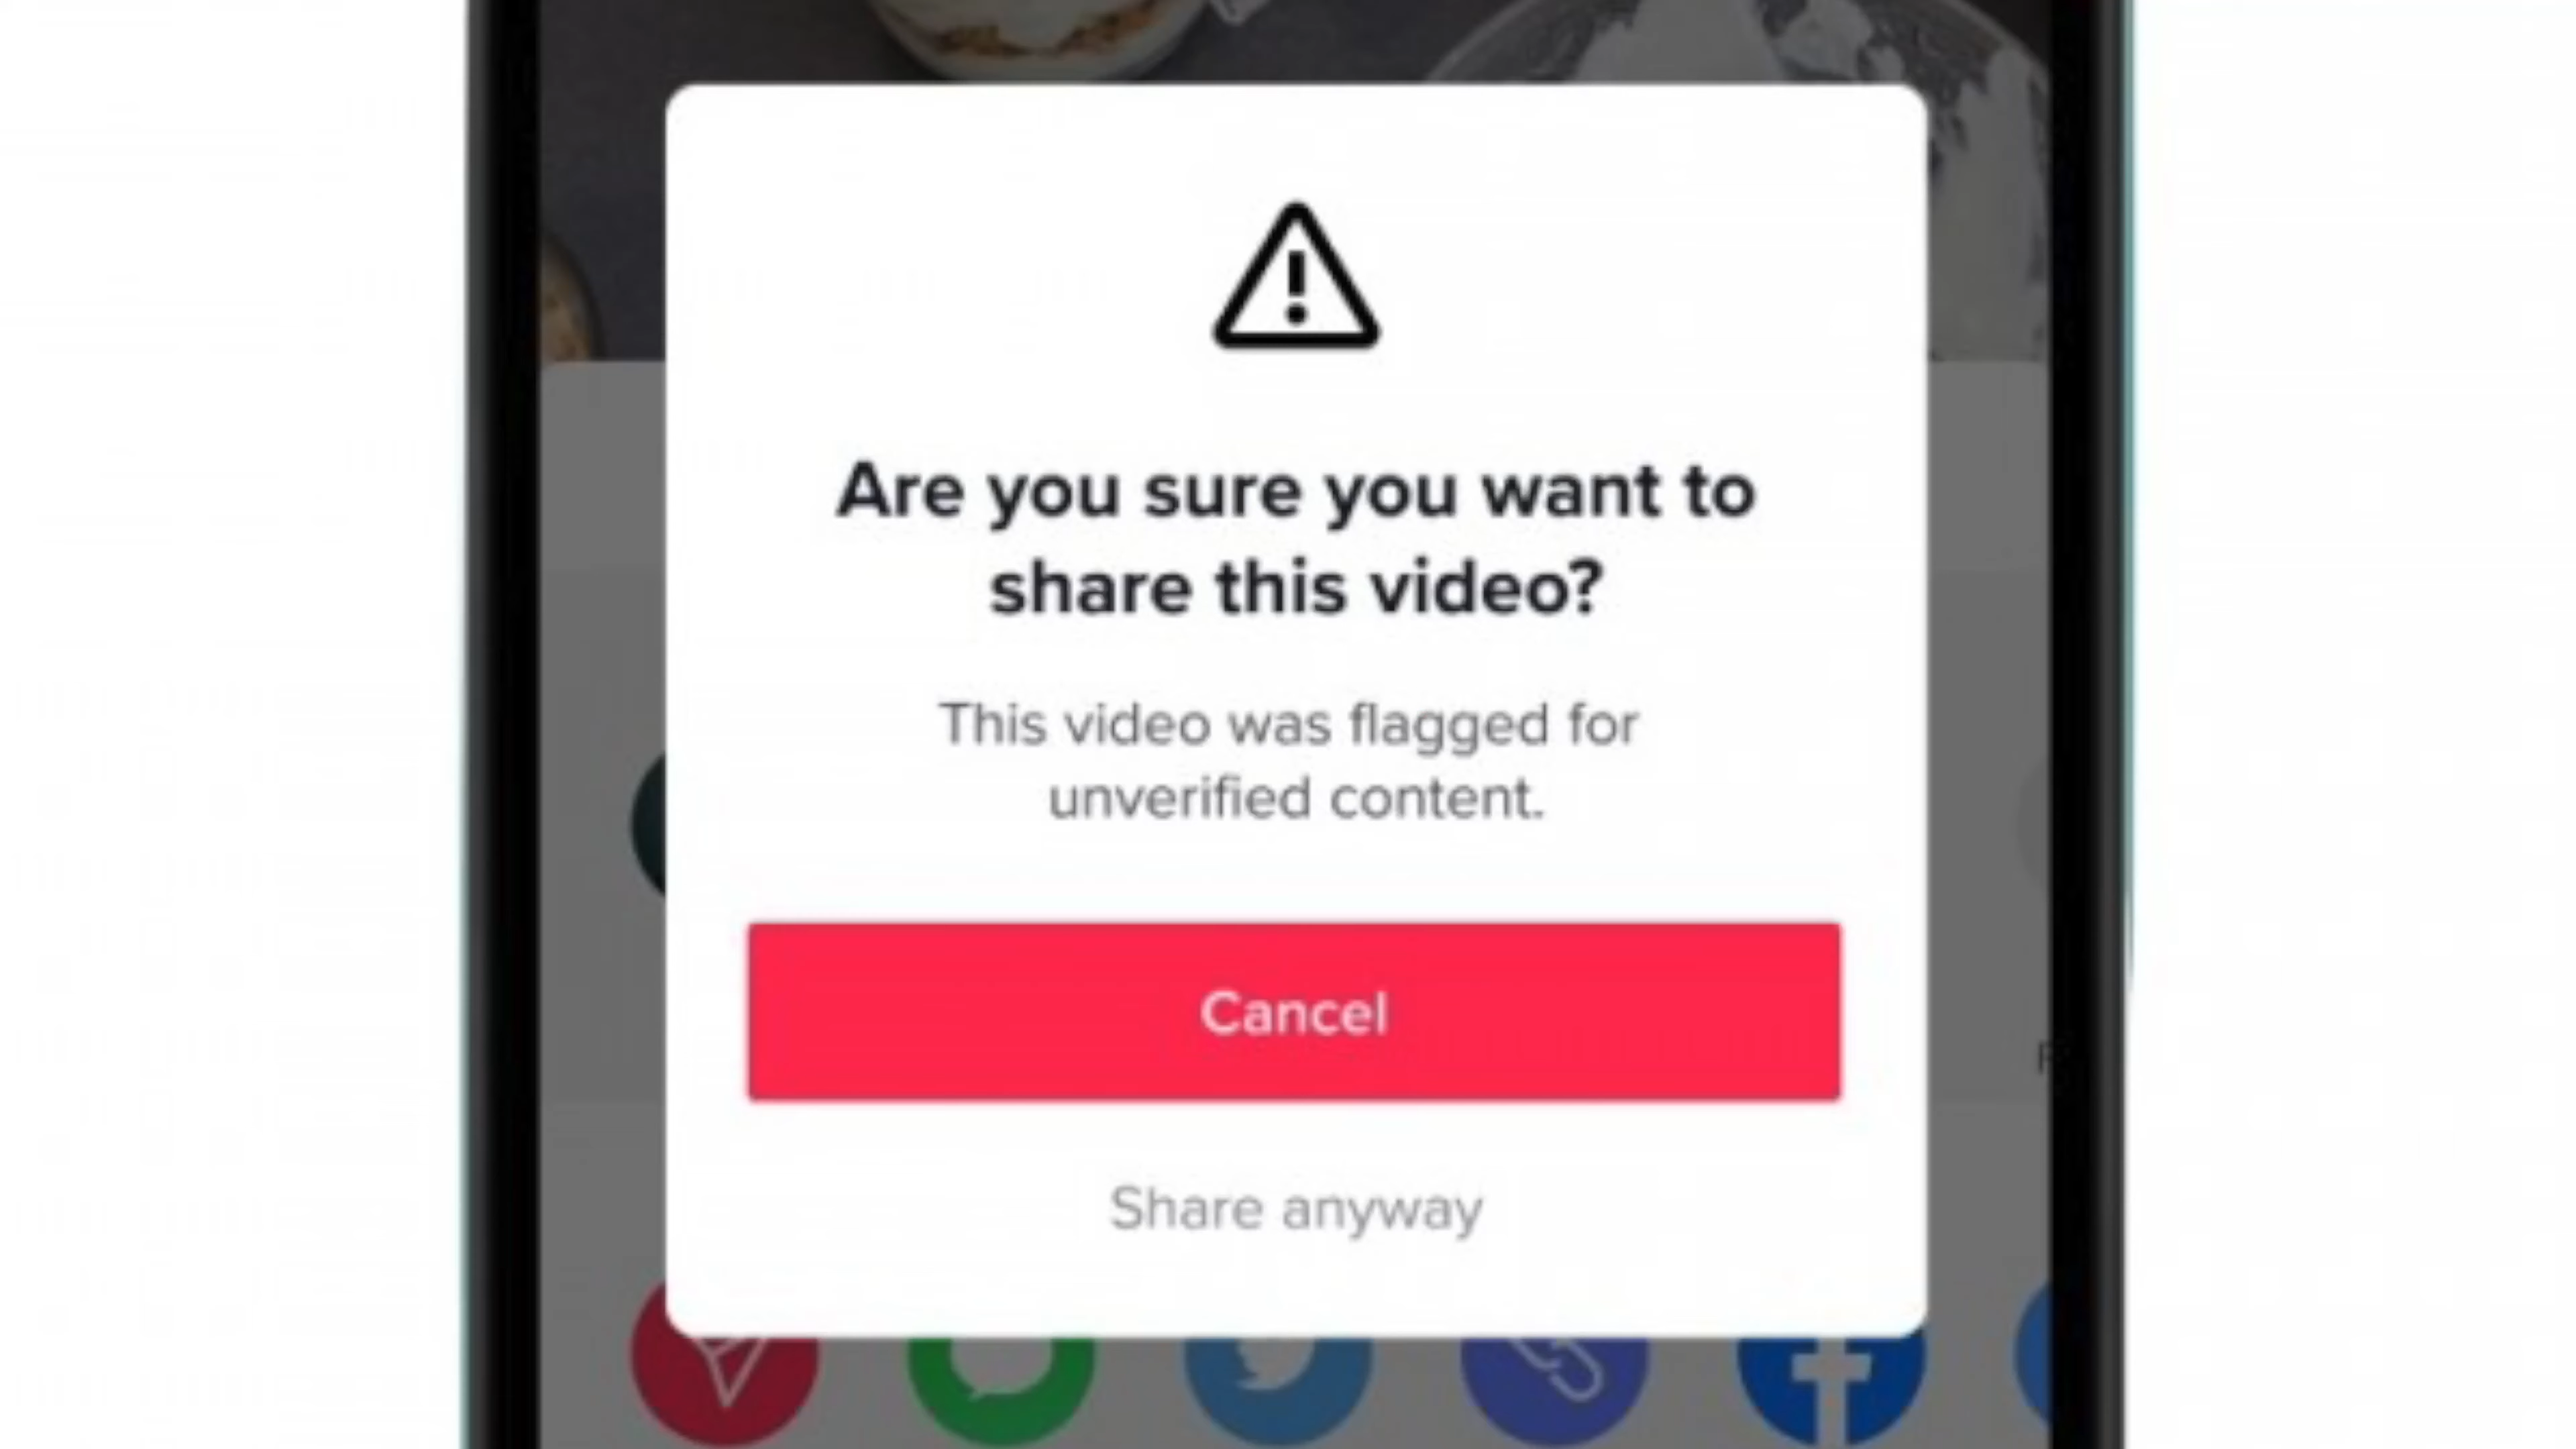 Are you sure you want to
share this video?
This video was flagged for
unverified content.
Cancel
Share anyway